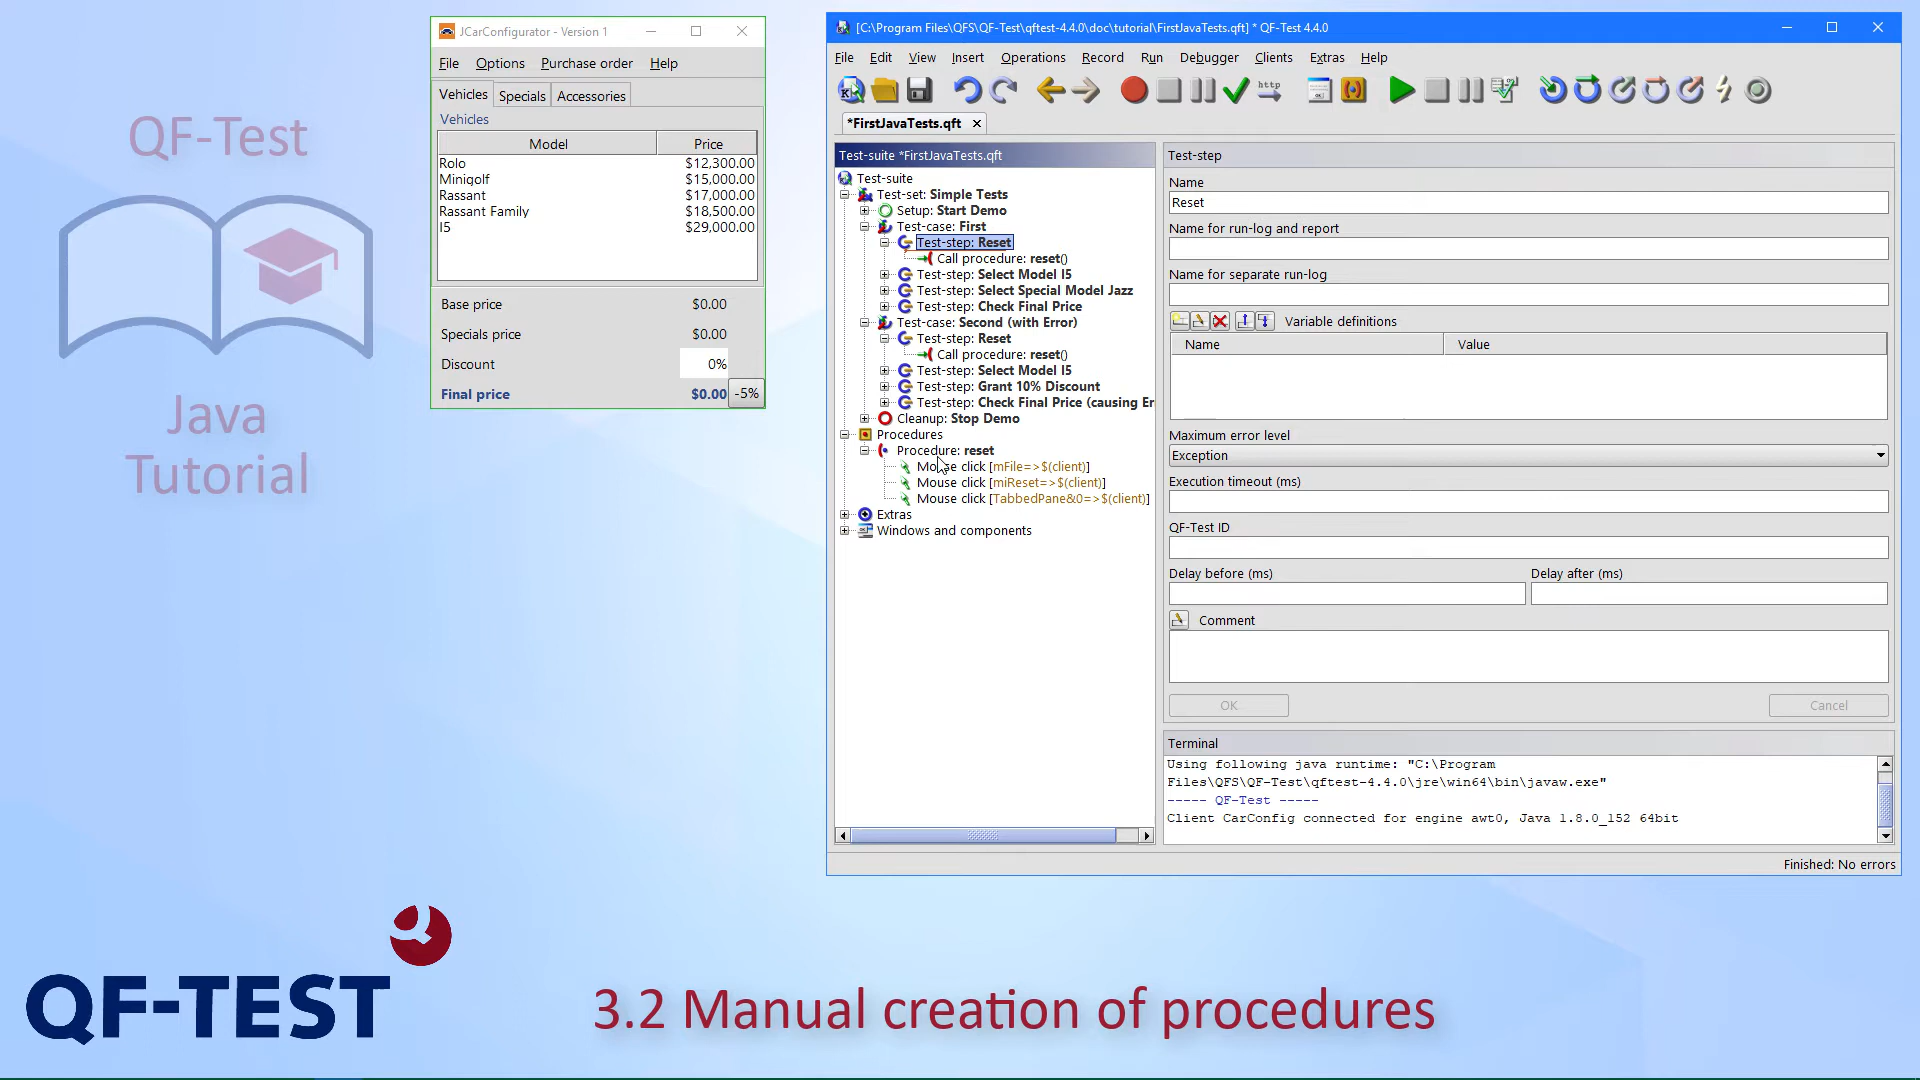 QF-Test
Java
Tutorial
JCarConfigurator - Version 1
File Options Purchase order Help
Vehicles Specials Accessories
Vehicles
Model Price
Rolo $12,300.00
Minigolf $15,000.00
Rassant $17,000.00
Rassant Family $18,500.00
I5 $29,000.00
Base price $0.00
Specials price $0.00
Discount 0%
Final price $0.00 -5%
[C:\Program Files\QFS\QF-Test\qftest-4.4.0\doc\tutorial\FirstJavaTests.qft] * QF-Test 4.4.0
File Edit View Insert Operations Record Run Debugger Clients Extras Help
http
*FirstJavaTests.qft
Test-suite *FirstJavaTests.qft
Test-suite
Test-set: Simple Tests
Setup: Start Demo
Test-case: First
Test-step: Reset
Call procedure: reset()
Test-step: Select Model I5
Test-step: Select Special Model Jazz
Test-step: Check Final Price
Test-case: Second (with Error)
Test-step: Reset
Call procedure: reset()
Test-step: Select Model I5
Test-step: Grant 10% Discount
Test-step: Check Final Price (causing Er
Cleanup: Stop Demo
Procedures
Procedure: reset
Mouse click [mFile=>$(client)]
Mouse click [miReset=>$(client)]
Mouse click [TabbedPane&0=>$(client)]
Extras
Windows and components
Test-step
Name
Reset
Name for run-log and report
Name for separate run-log
Variable definitions
Name Value
Maximum error level
Exception
Execution timeout (ms)
QF-Test ID
Delay before (ms) Delay after (ms)
Comment
OK Cancel
Terminal
Using following java runtime: "C:\Program
Files\QFS\QF-Test\qftest-4.4.0\jre\win64\bin\javaw.exe"
----- QF-Test -----
Client CarConfig connected for engine awt0, Java 1.8.0_152 64bit
Finished: No errors
QF-TEST
3.2 Manual creation of procedures